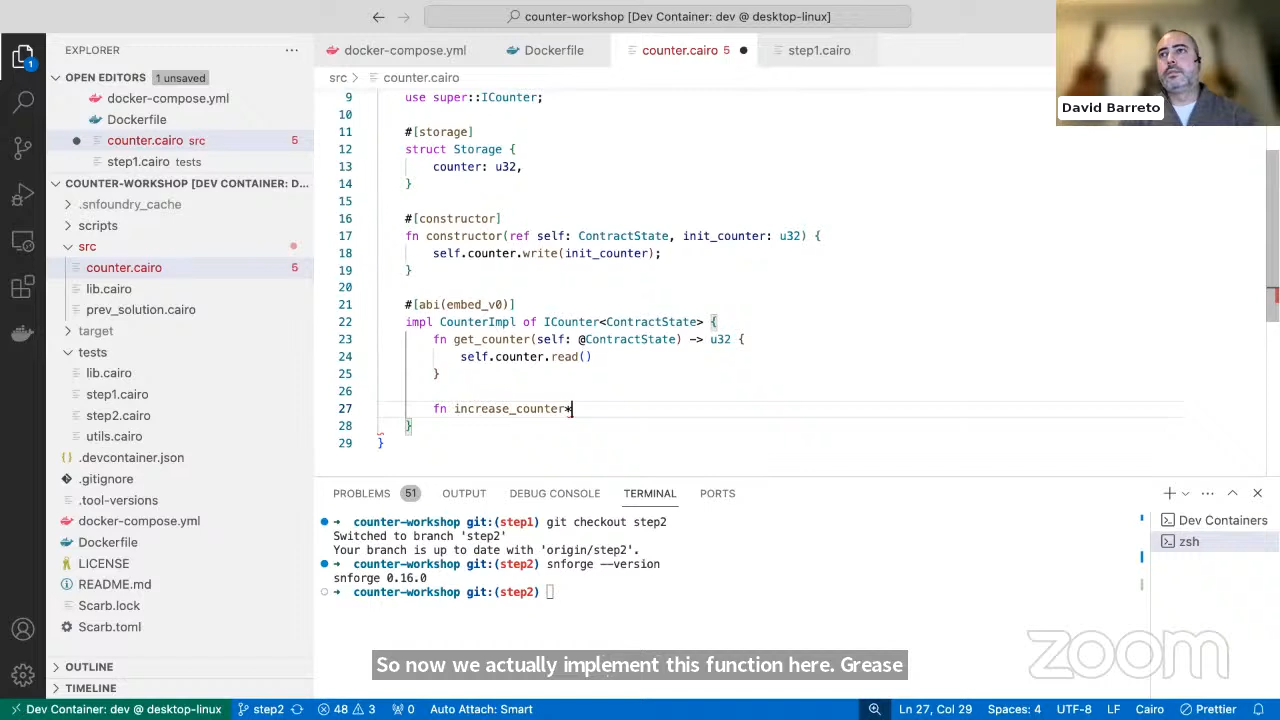 counter-workshop [Dev Container: dev @ desktop-linux]
EXPLORER
docker-compose.yml
Dockerfile
counter.cairo 5
step1.cairo
David Barreto
OPEN EDITORS 1 unsaved
docker-compose.yml
Dockerfile
counter.cairo src 5
step1.cairo tests
COUNTER-WORKSHOP [DEV CONTAINER: D...
.snfoundry_cache
scripts
src
counter.cairo 5
lib.cairo
prev_solution.cairo
target
tests
lib.cairo
step1.cairo
step2.cairo
utils.cairo
.devcontainer.json
.gitignore
.tool-versions
docker-compose.yml
Dockerfile
LICENSE
README.md
Scarb.lock
Scarb.toml
OUTLINE
TIMELINE
1
src > counter.cairo
9 use super::ICounter;
10
11 #[storage]
12 struct Storage {
13 counter: u32,
14 }
15
16 #[constructor]
17 fn constructor(ref self: ContractState, init_counter: u32) {
18 self.counter.write(init_counter);
19 }
20
21 #[abi(embed_v0)]
22 impl CounterImpl of ICounter<ContractState> {
23 fn get_counter(self: @ContractState) -> u32 {
24 self.counter.read()
25 }
26
27 fn increase_counter*
28 }
29 }
PROBLEMS 51 OUTPUT DEBUG CONSOLE TERMINAL PORTS
➜ counter-workshop git:(step1) git checkout step2
Switched to branch 'step2'
Your branch is up to date with 'origin/step2'.
➜ counter-workshop git:(step2) snforge --version
snforge 0.16.0
➜ counter-workshop git:(step2)
Dev Containers
zsh
zoom
So now we actually implement this function here. Grease
Dev Container: dev @ desktop-linux step2 48 3 0 Auto Attach: Smart Ln 27, Col 29 Spaces: 4 UTF-8 LF Cairo Prettier